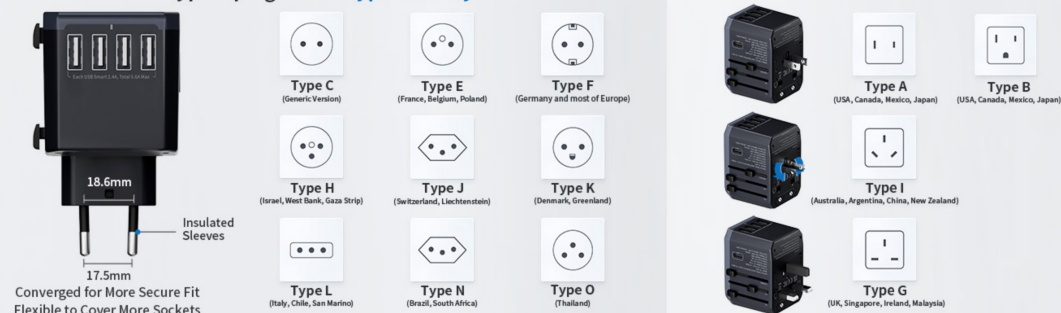 Each USB Smart 2.4A, Total 5.6A Max
18.6mm
Insulated
Sleeves
17.5mm
Converged for More Secure Fit
Flexible to Cover More Sockets
Type C
(Generic Version)
Type E
(France, Belgium, Poland)
Type F
(Germany and most of Europe)
Type H
(Israel, West Bank, Gaza Strip)
Type J
(Switzerland, Liechtenstein)
Type K
(Denmark, Greenland)
Type L
(Italy, Chile, San Marino)
Type N
(Brazil, South Africa)
Type O
(Thailand)
Type A
(USA, Canada, Mexico, Japan)
Type B
(USA, Canada, Mexico, Japan)
Type I
(Australia, Argentina, China, New Zealand)
Type G
(UK, Singapore, Ireland, Malaysia)